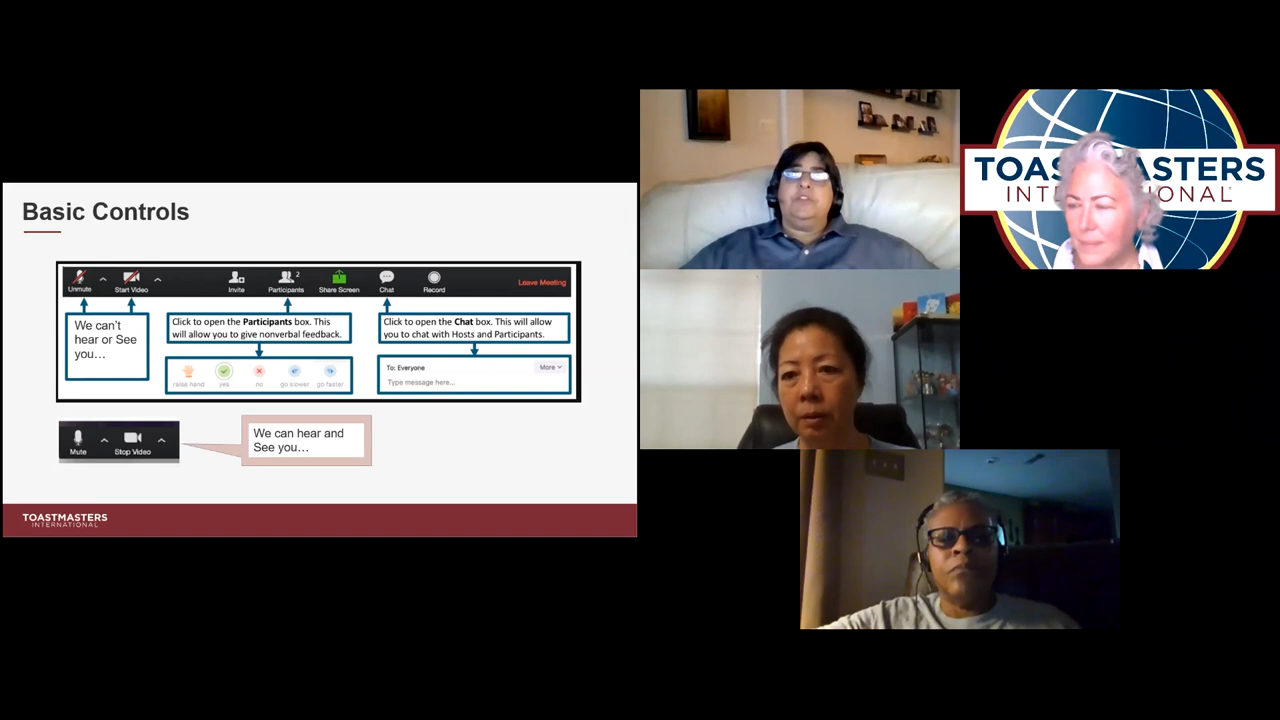 Basic Controls
Unmute
Start Video
Invite
Participants
2
Share Screen
Chat
Record
Leave Meeting
We can't
hear or See
you…
Click to open the Participants box. This
will allow you to give nonverbal feedback.
Click to open the Chat box. This will allow
you to chat with Hosts and Participants.
raise hand
yes
no
go slower
go faster
To: Everyone
More
Type message here...
Mute
Stop Video
We can hear and
See you…
TOASTMASTERS
INTERNATIONAL